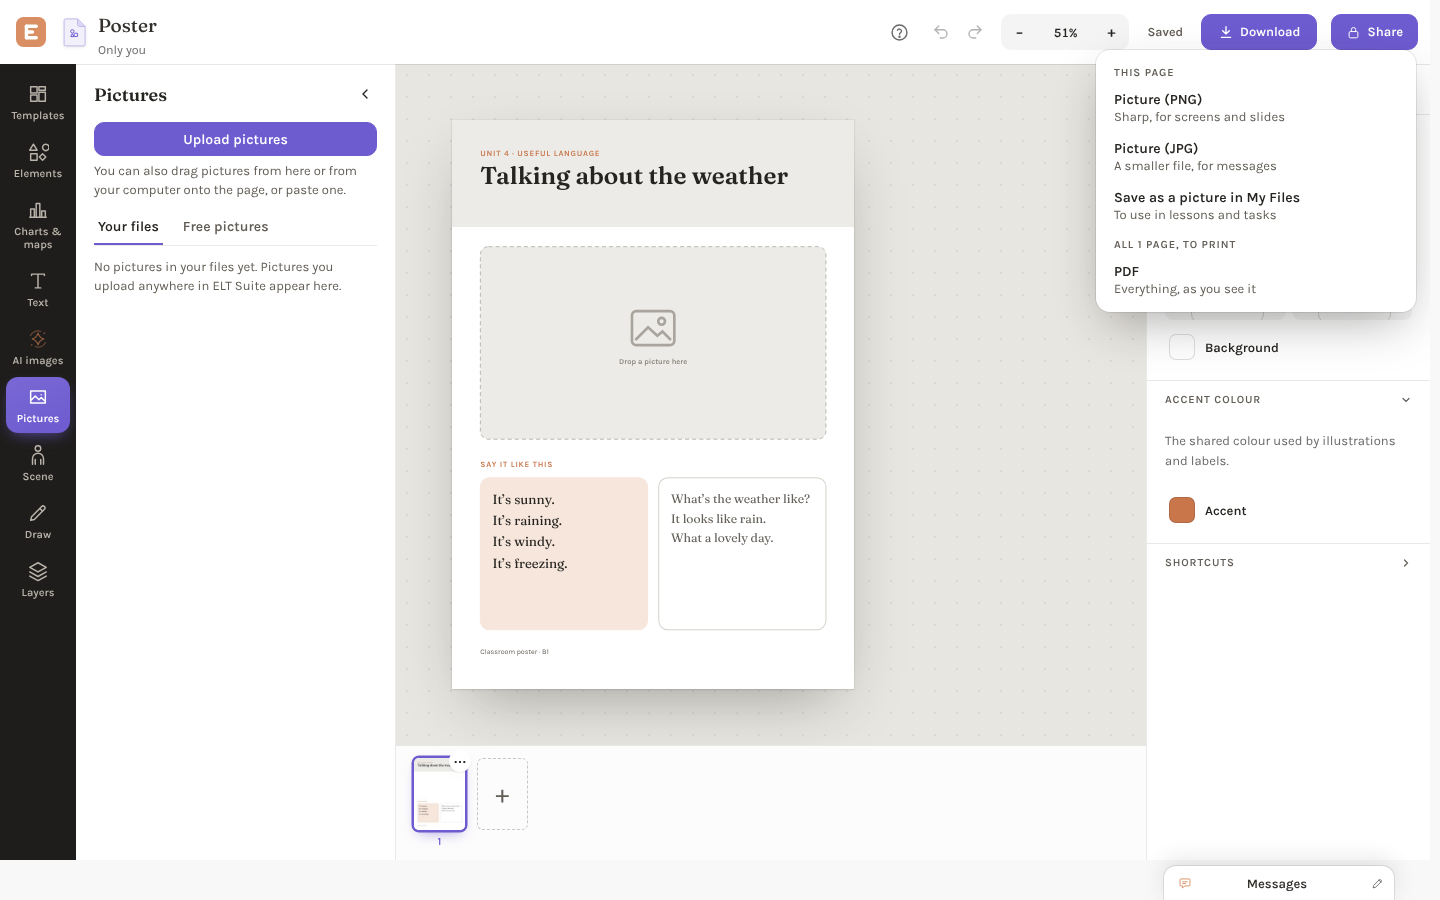 E
Poster
Only you
-
51%
+
Saved
Download
Share
THIS PAGE
Picture (PNG)
Sharp, for screens and slides
Picture (JPG)
A smaller file, for messages
Save as a picture in My Files
To use in lessons and tasks
ALL 1 PAGE, TO PRINT
PDF
Everything, as you see it
Templates
Elements
Charts &
maps
Text
AI images
Pictures
Scene
Draw
Layers
Pictures
Upload pictures
You can also drag pictures from here or from
your computer onto the page, or paste one.
Your files
Free pictures
No pictures in your files yet. Pictures you
upload anywhere in ELT Suite appear here.
UNIT 4 · USEFUL LANGUAGE
Talking about the weather
Drop a picture here
SAY IT LIKE THIS
It’s sunny.
It’s raining.
It’s windy.
It’s freezing.
What’s the weather like?
It looks like rain.
What a lovely day.
Classroom poster · B1
1
Background
ACCENT COLOUR
The shared colour used by illustrations
and labels.
Accent
SHORTCUTS
Messages